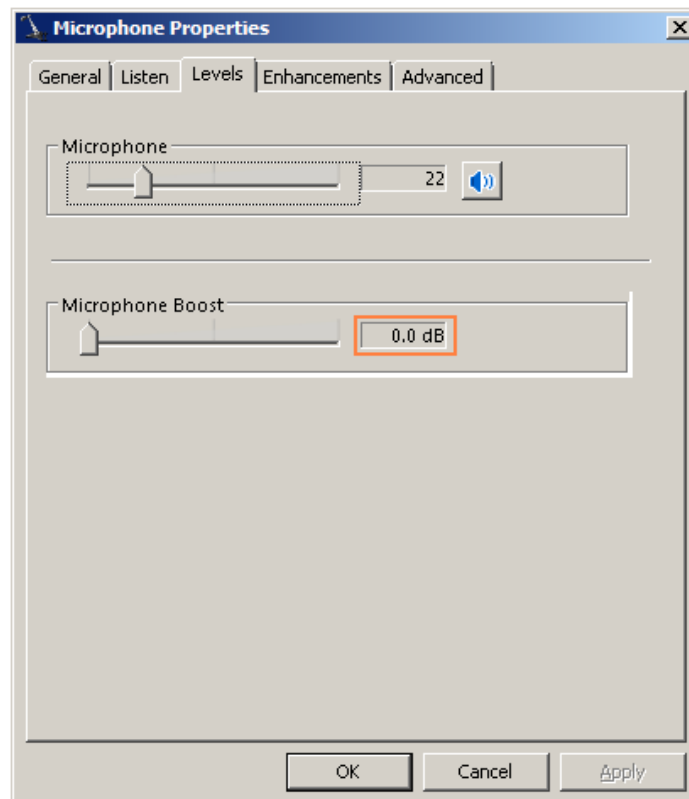 Microphone Properties
General Listen Levels Enhancements Advanced
Microphone
22
Microphone Boost
0.0 dB
OK Cancel Apply